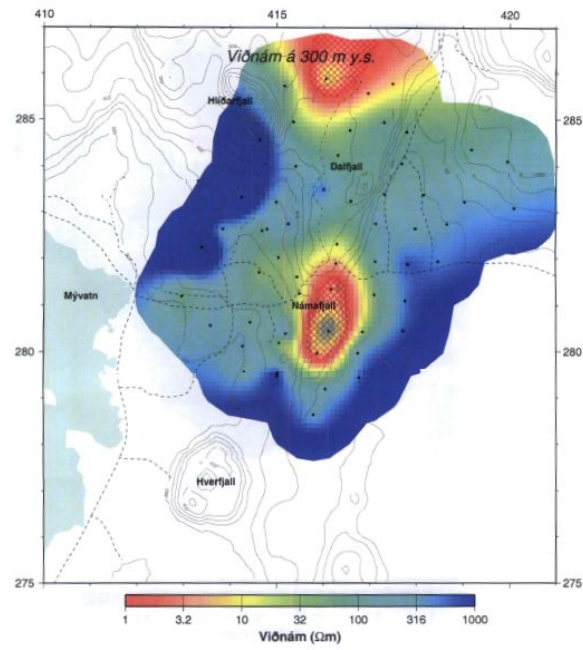 410 415 420
Viðnám á 300 m y.s.
Hlíðarfjall
285 285
Dalfjall
Mývatn
Námafjall
280 280
Hverfjall
275 275
1 3.2 10 32 100 316 1000
Viðnám (Ωm)